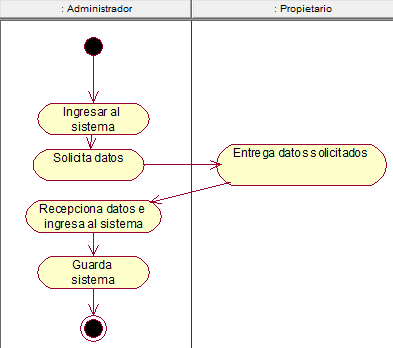 : Administrador
: Propietario
Ingresar al
sistema
Solicita datos
Entrega datos solicitados
Recepciona datos e
ingresa al sistema
Guarda
sistema